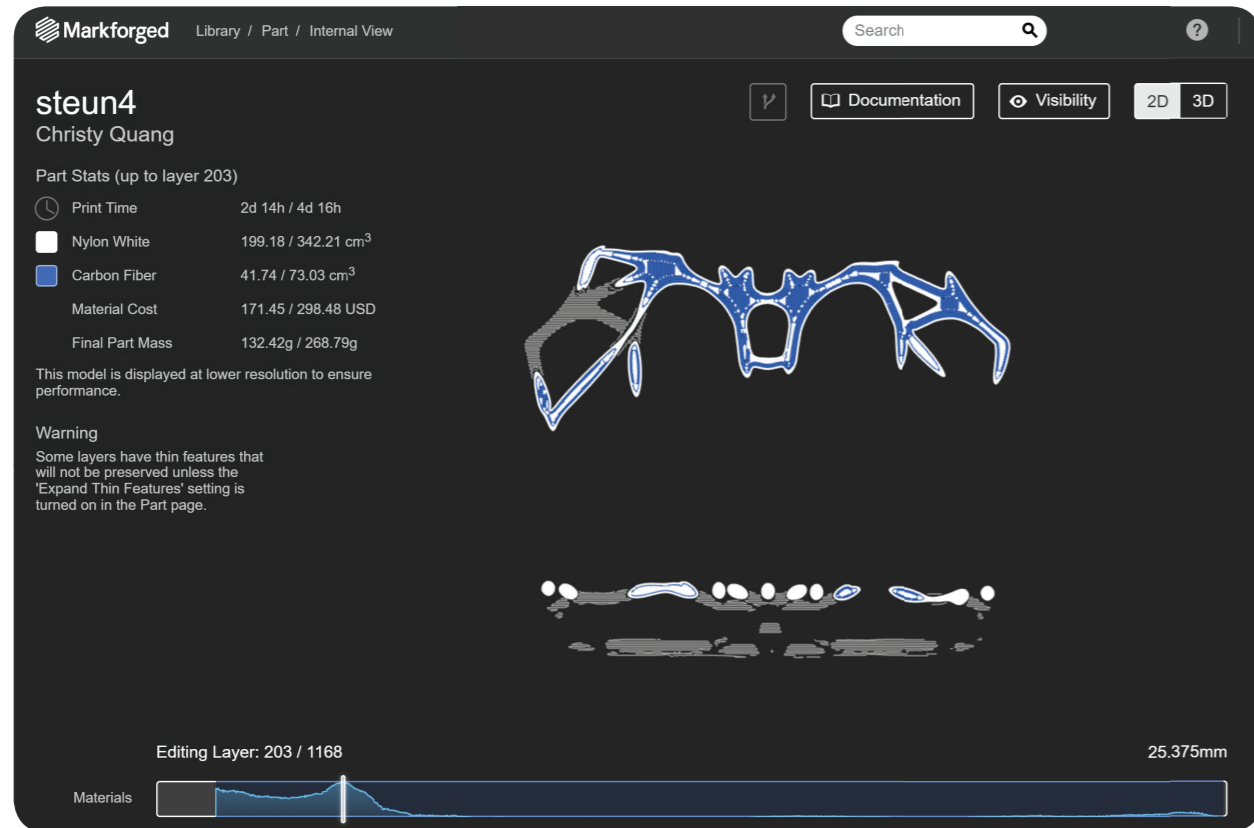 Markforged Library / Part / Internal View Search ?
steun4
Christy Quang
Documentation Visibility 2D 3D
Part Stats (up to layer 203)
Print Time 2d 14h / 4d 16h
Nylon White 199.18 / 342.21 cm³
Carbon Fiber 41.74 / 73.03 cm³
Material Cost 171.45 / 298.48 USD
Final Part Mass 132.42g / 268.79g
This model is displayed at lower resolution to ensure
performance.
Warning
Some layers have thin features that
will not be preserved unless the
'Expand Thin Features' setting is
turned on in the Part page.
Editing Layer: 203 / 1168 25.375mm
Materials